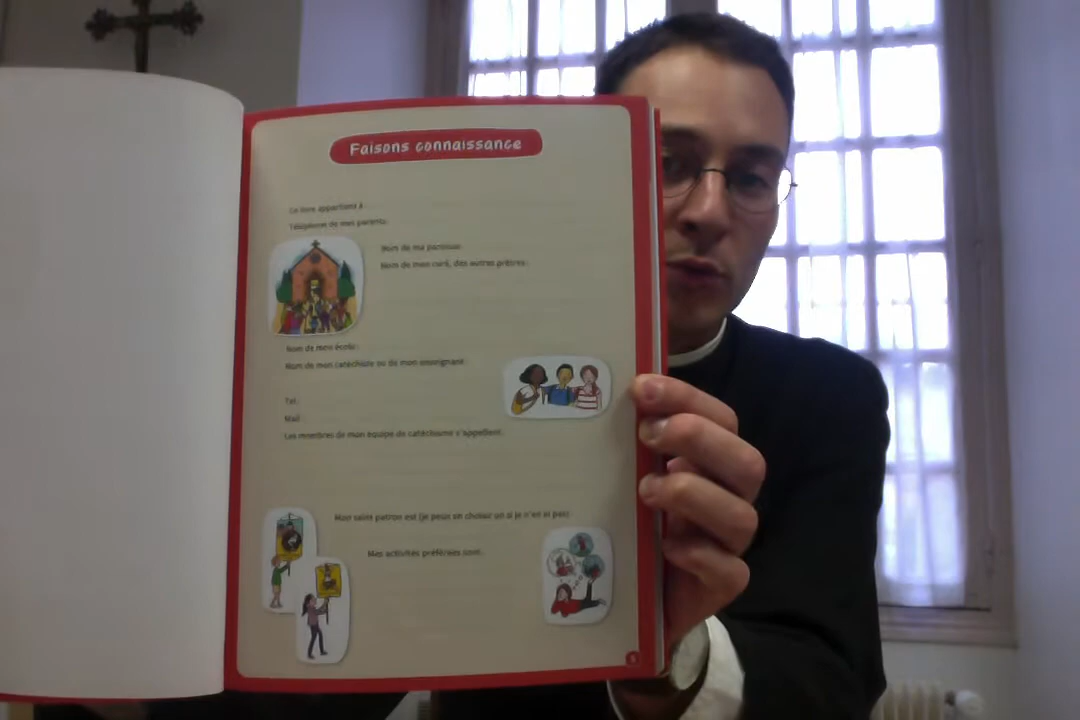 Faisons connaissance
Ce livre appartient à
Téléphone de mes parents:
Nom de ma paroisse:
Nom de mon curé, des autres prêtres:
Nom de mon école:
Nom de mon catéchiste ou de mon enseignant:
Tel.
Mail
Les membres de mon équipe de catéchisme s'appellent:
Mon saint patron est (je peux en choisir un si je n'en ai pas):
Mes activités préférées sont: